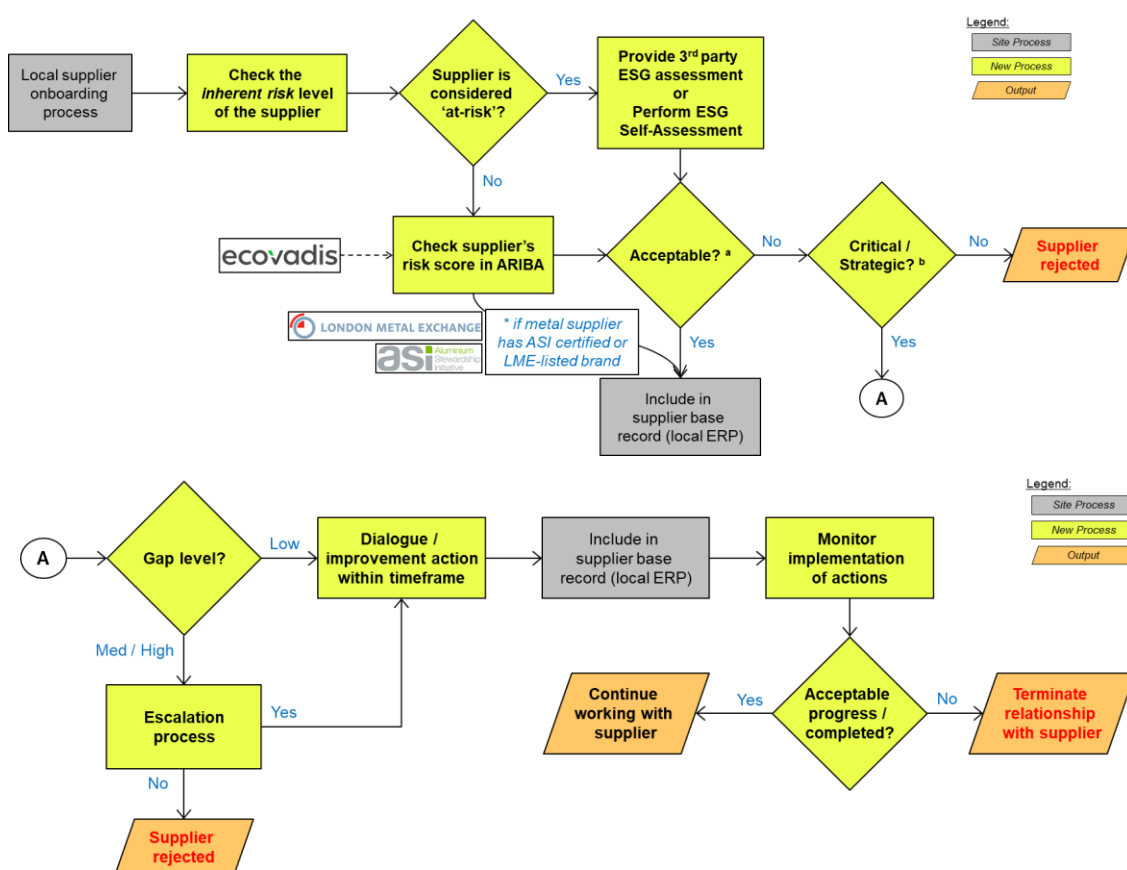 Legend:
Site Process
New Process
Output
Local supplier
onboarding
process
Check the
inherent risk level
of the supplier
Supplier is
considered
'at-risk'?
Yes
Provide 3rd party
ESG assessment
or
Perform ESG
Self-Assessment
No
ecovadis
Check supplier's
risk score in ARIBA
Acceptable? a
No
Critical /
Strategic? b
No
Supplier
rejected
LONDON METAL EXCHANGE
asi Aluminium
Stewardship
Initiative
* if metal supplier
has ASI certified or
LME-listed brand
Yes
Yes
Include in
supplier base
record (local ERP)
A
Legend:
Site Process
New Process
Output
A
Gap level?
Low
Dialogue /
improvement action
within timeframe
Include in
supplier base
record (local ERP)
Monitor
implementation
of actions
Med / High
Escalation
process
Yes
No
Supplier
rejected
Continue
working with
supplier
Yes
Acceptable
progress /
completed?
No
Terminate
relationship
with supplier